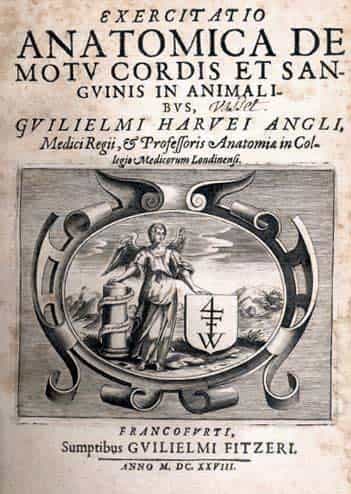 EXERCITATIO
ANATOMICA DE
MOTV CORDIS ET SAN-
GVINIS IN ANIMALI-
BVS,
GVILIELMI HARVEI ANGLI,
Medici Regii, & Professoris Anatomiæ in Col-
legio Medicorum Londinensi.
4
W
FRANCOFVRTI,
Sumptibus GVILIELMI FITZERI.
ANNO M. DC. XXVIII.